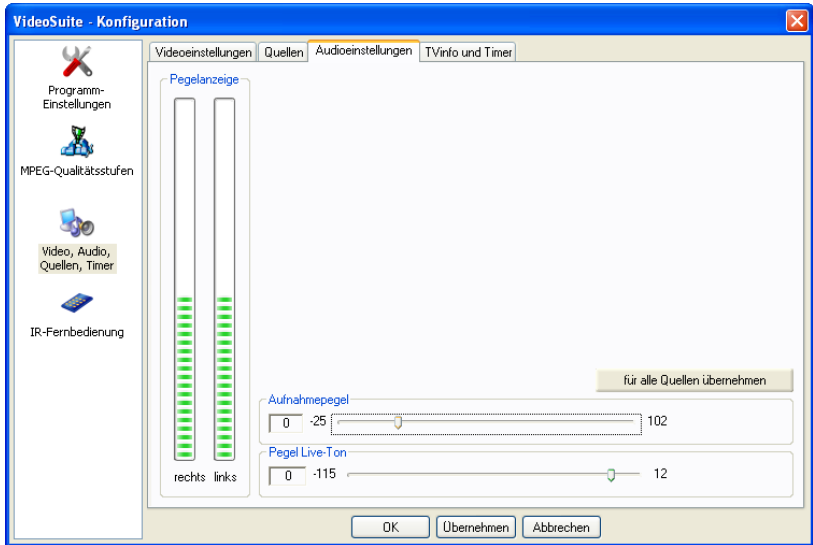 VideoSuite - Konfiguration
Programm-
Einstellungen
MPEG-Qualitätsstufen
Video, Audio,
Quellen, Timer
IR-Fernbedienung
Videoeinstellungen Quellen Audioeinstellungen TVinfo und Timer
Pegelanzeige
rechts links
für alle Quellen übernehmen
Aufnahmepegel
0 -25 102
Pegel Live-Ton
0 -115 12
OK Übernehmen Abbrechen